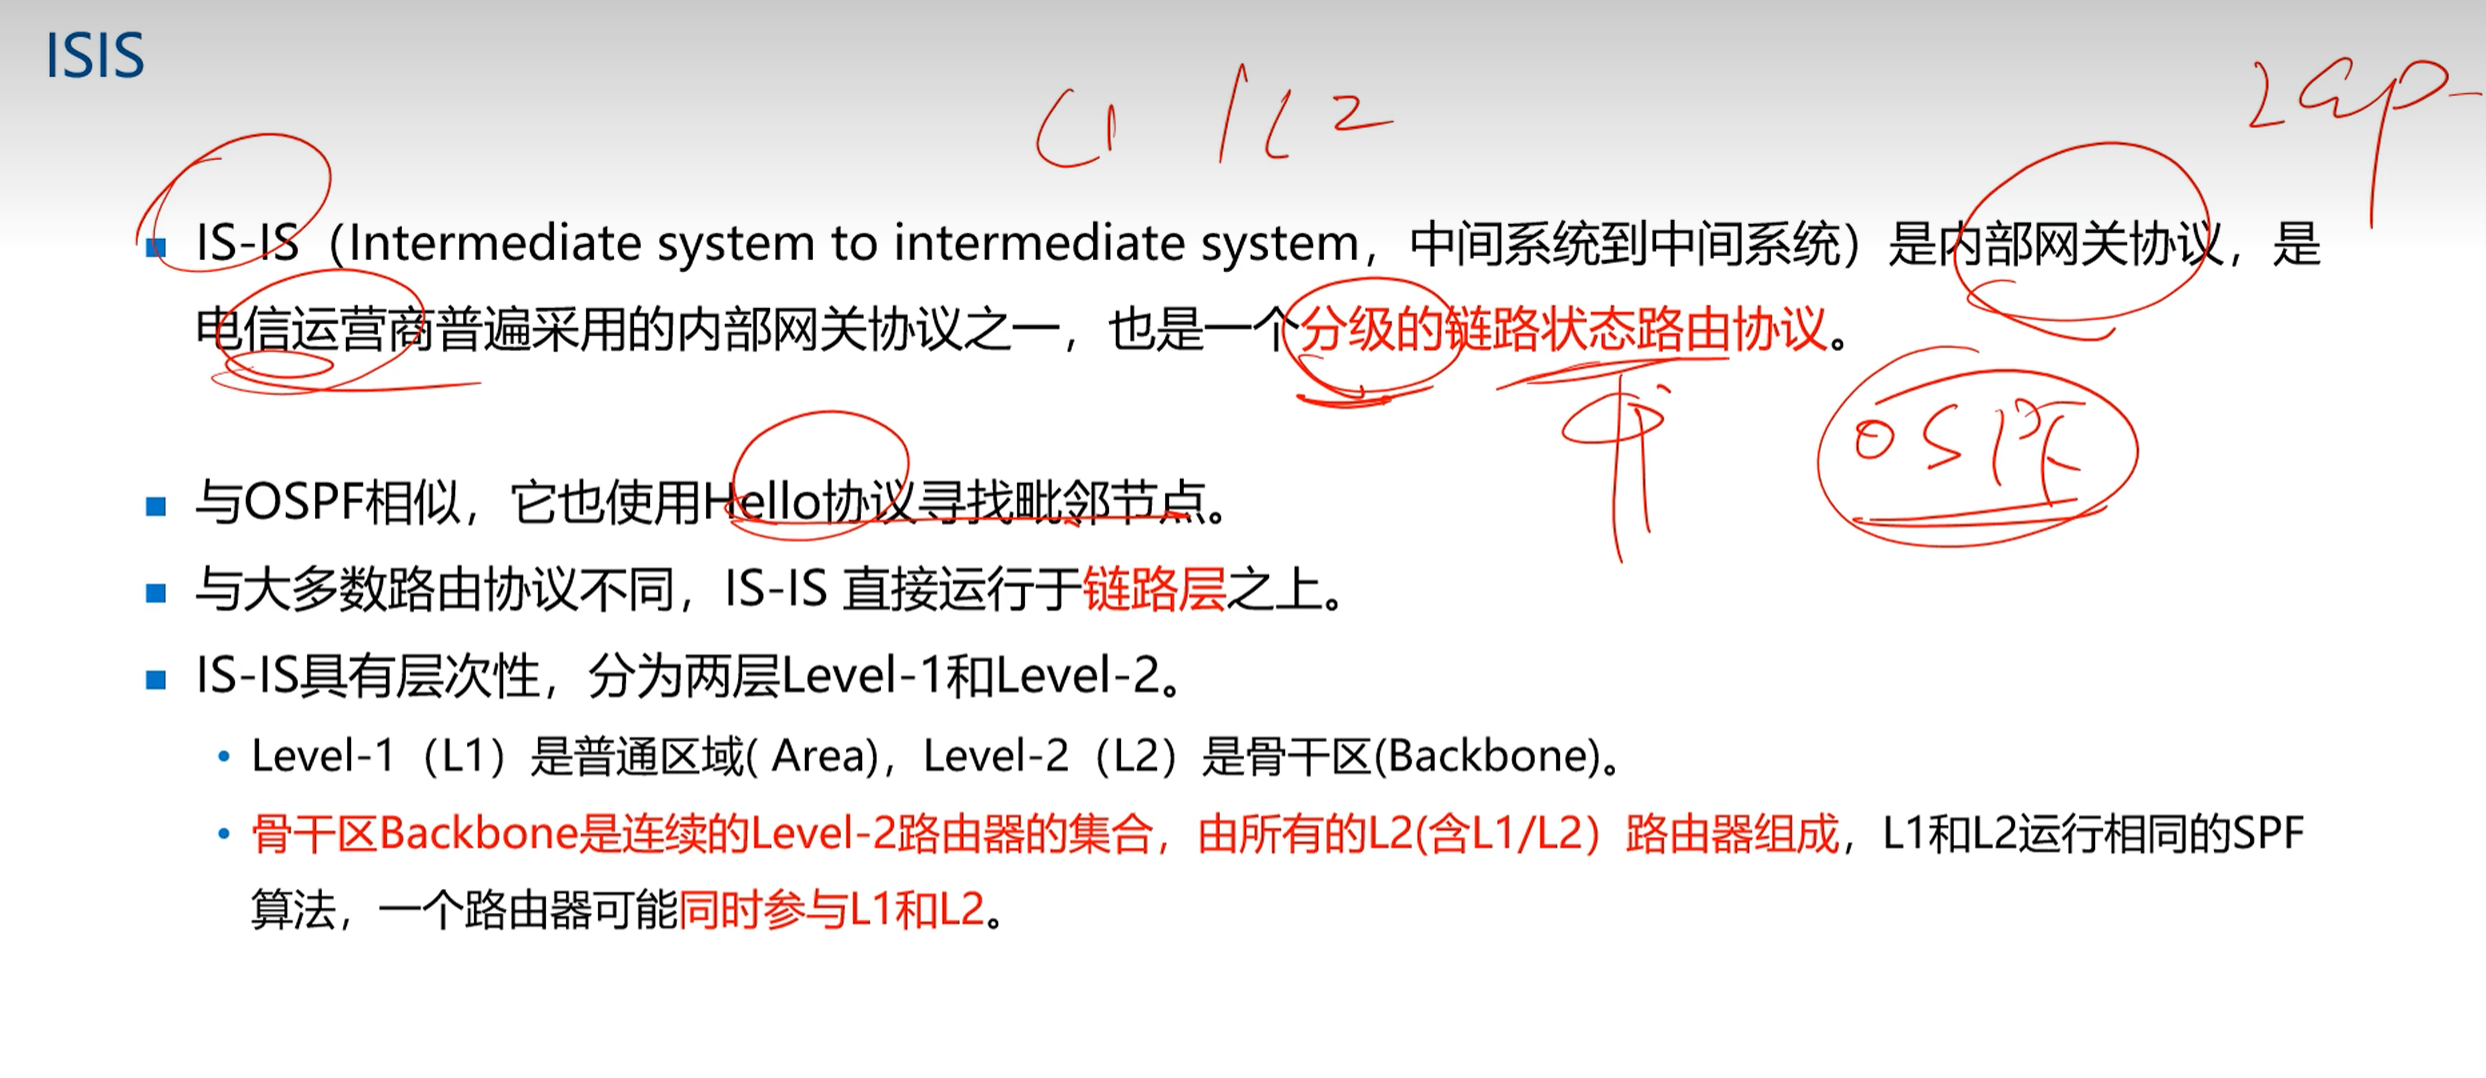 ISIS
L1 / L2
IS-IS（Intermediate system to intermediate system，中间系统到中间系统）是内部网关协议，是
电信运营商普遍采用的内部网关协议之一，也是一个分级的链路状态路由协议。
OSPF
与OSPF相似，它也使用Hello协议寻找毗邻节点。
与大多数路由协议不同，IS-IS 直接运行于链路层之上。
IS-IS具有层次性，分为两层Level-1和Level-2。
Level-1（L1）是普通区域( Area)，Level-2（L2）是骨干区(Backbone)。
骨干区Backbone是连续的Level-2路由器的集合，由所有的L2(含L1/L2）路由器组成，L1和L2运行相同的SPF
算法，一个路由器可能同时参与L1和L2。